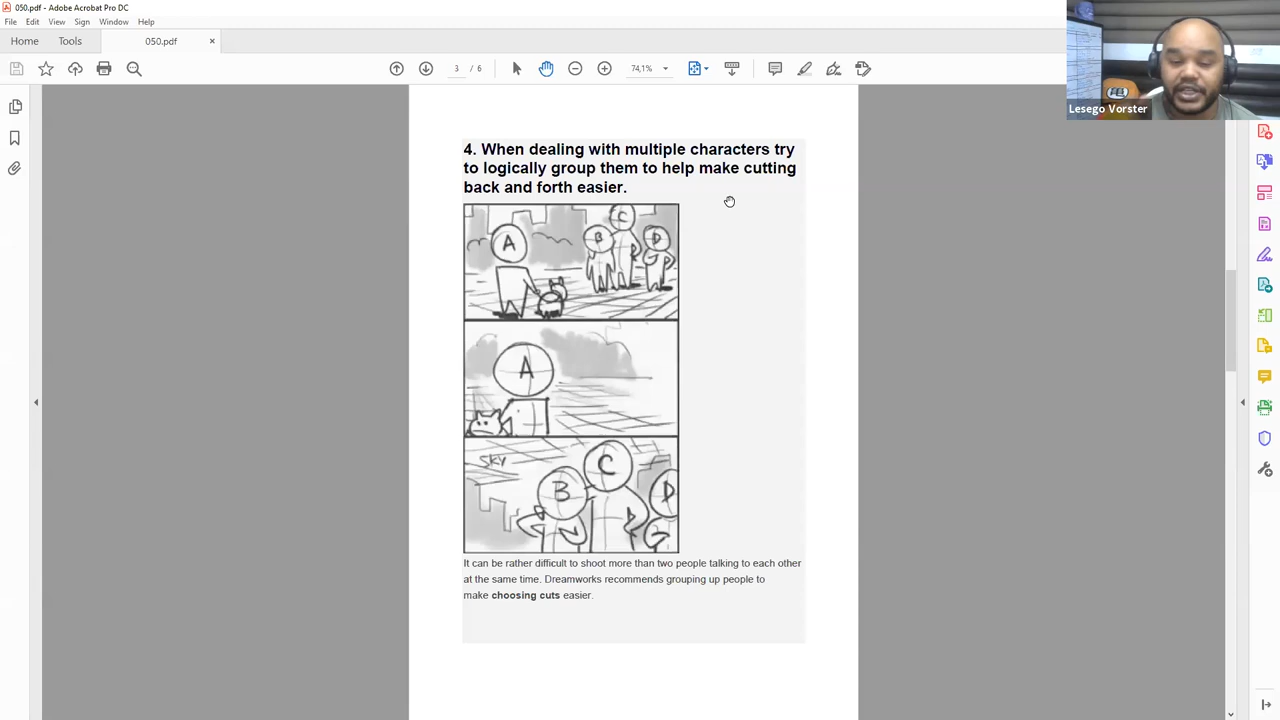 050.pdf - Adobe Acrobat Pro DC
File Edit View Sign Window Help
Home Tools 050.pdf ×
3 / 6 74,1%
Lesego Vorster
4. When dealing with multiple characters try
to logically group them to help make cutting
back and forth easier.
A B C D
A
SKY B C D
It can be rather difficult to shoot more than two people talking to each other
at the same time. Dreamworks recommends grouping up people to
make choosing cuts easier.